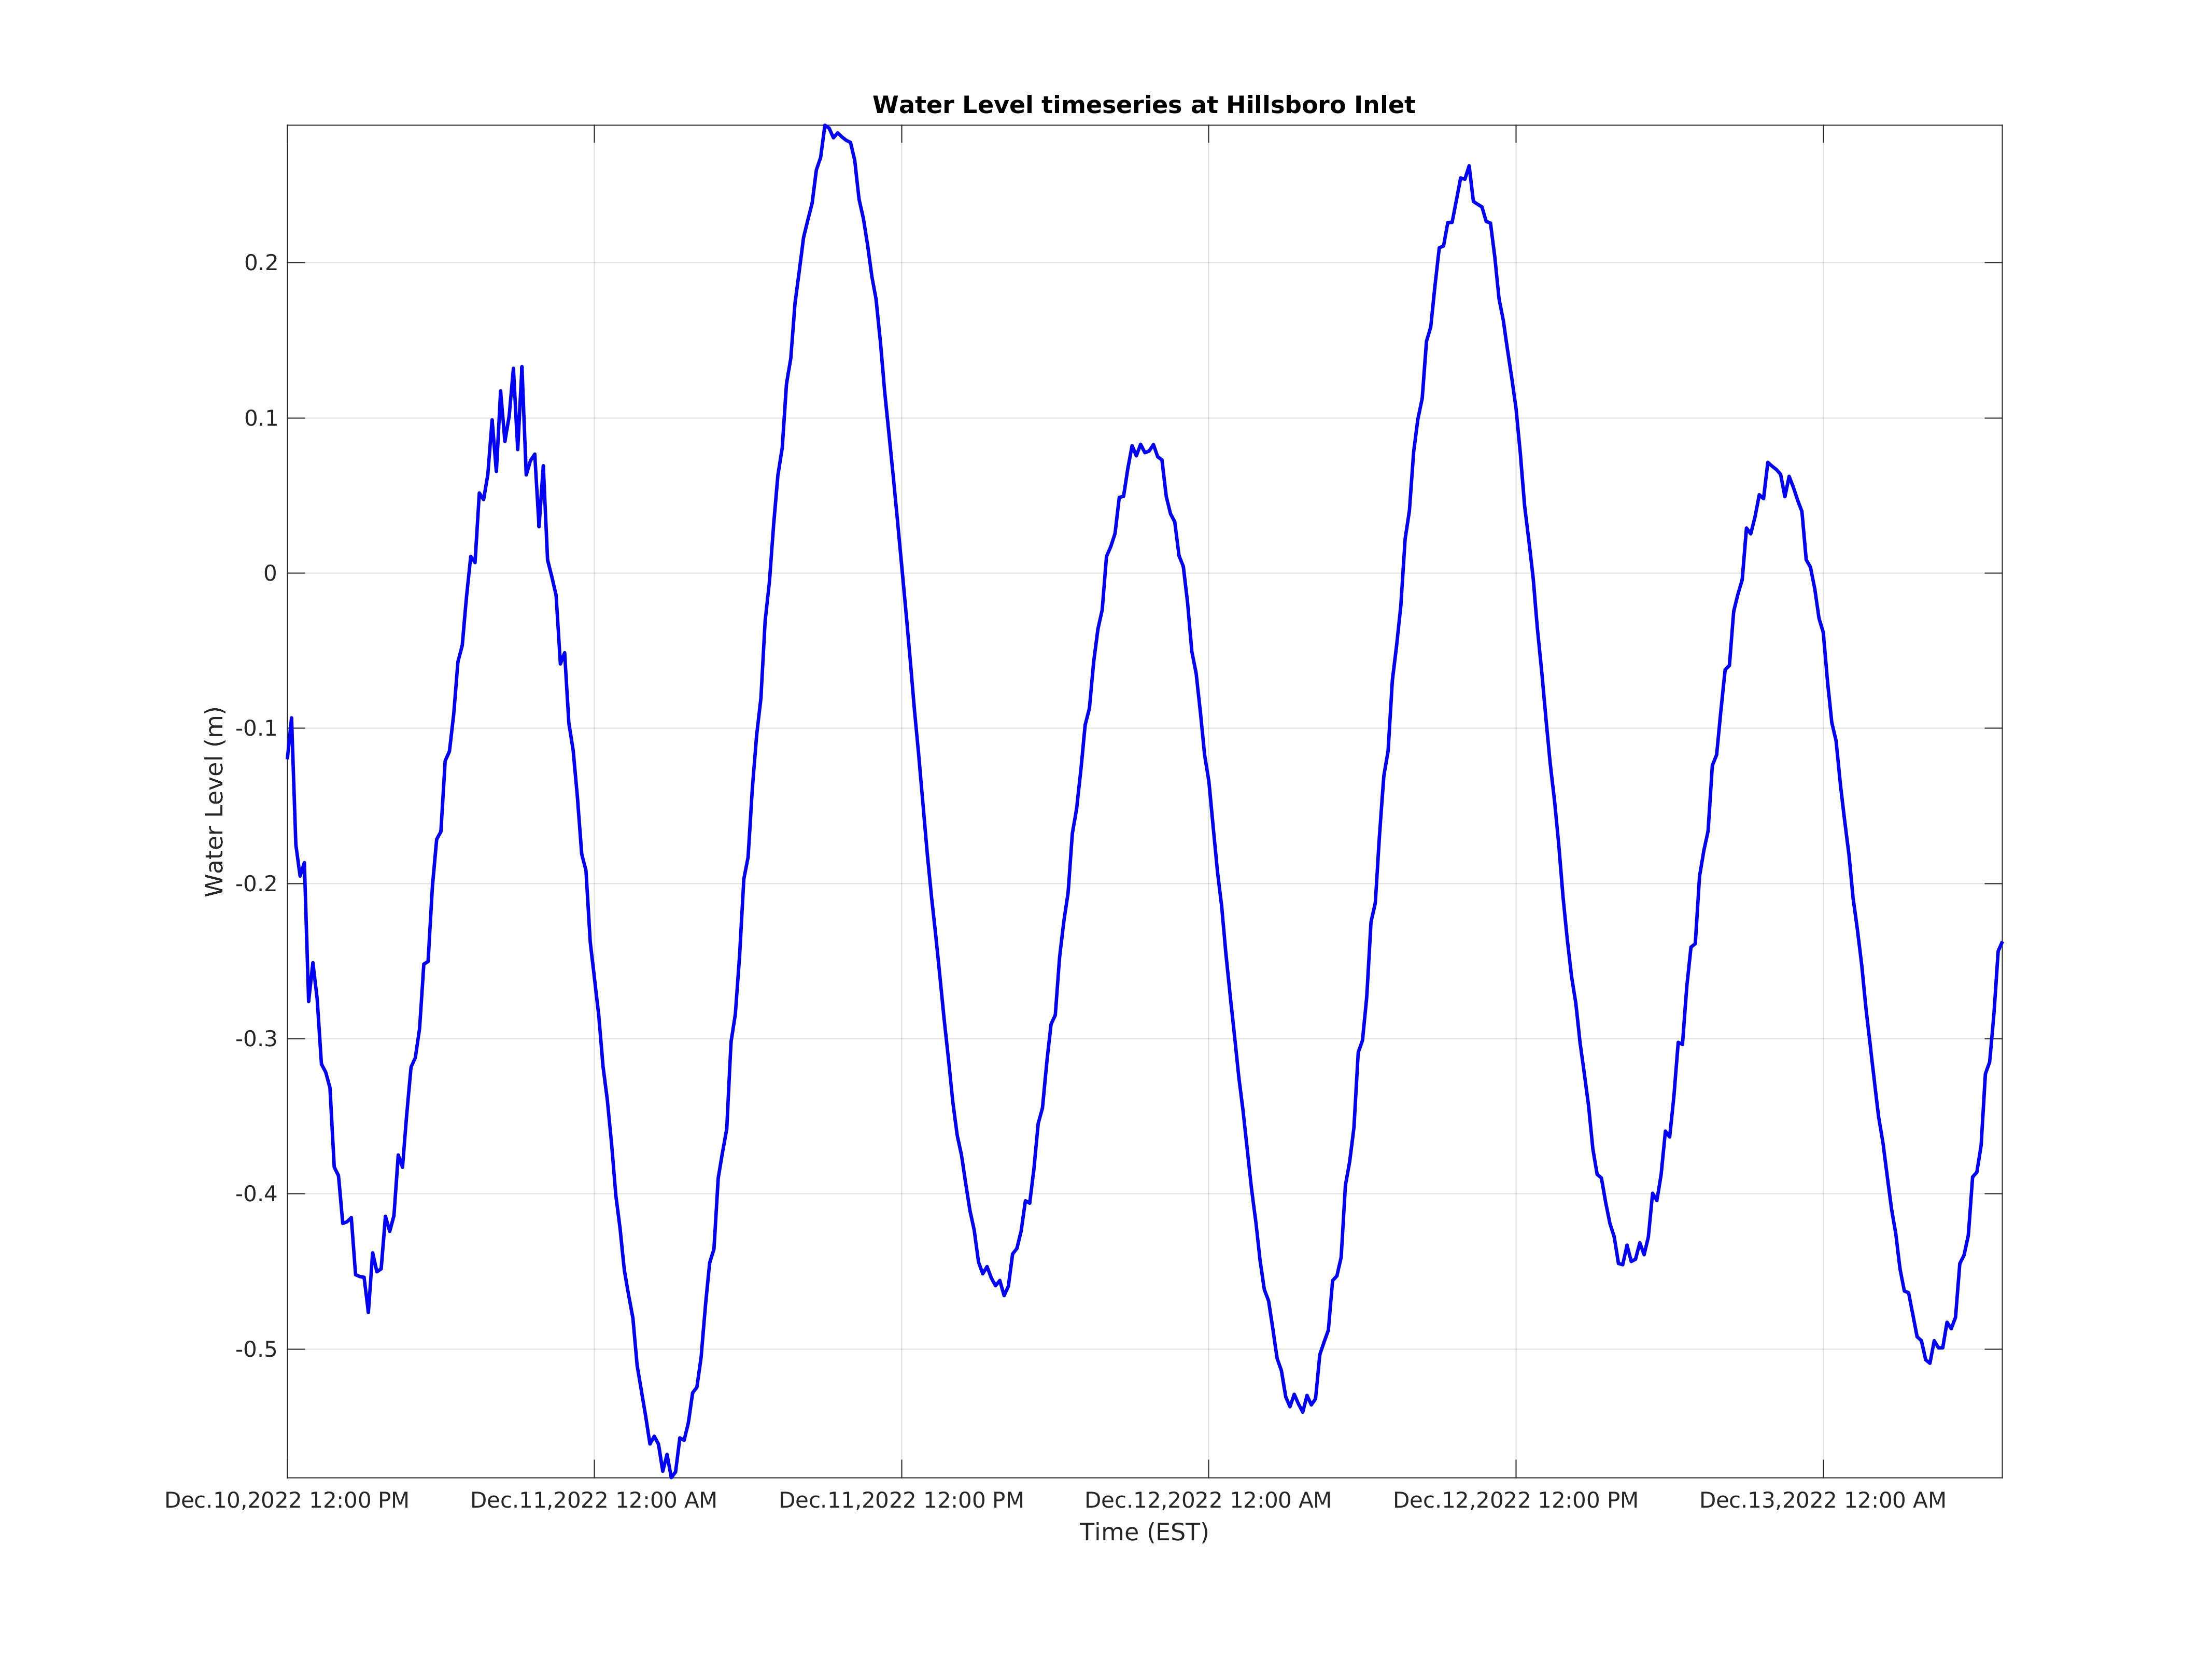 Water Level timeseries at Hillsboro Inlet
0.2
0.1
0
-0.1
-0.2
-0.3
-0.4
-0.5
Water Level (m)
Dec.10,2022 12:00 PM
Dec.11,2022 12:00 AM
Dec.11,2022 12:00 PM
Dec.12,2022 12:00 AM
Dec.12,2022 12:00 PM
Dec.13,2022 12:00 AM
Time (EST)